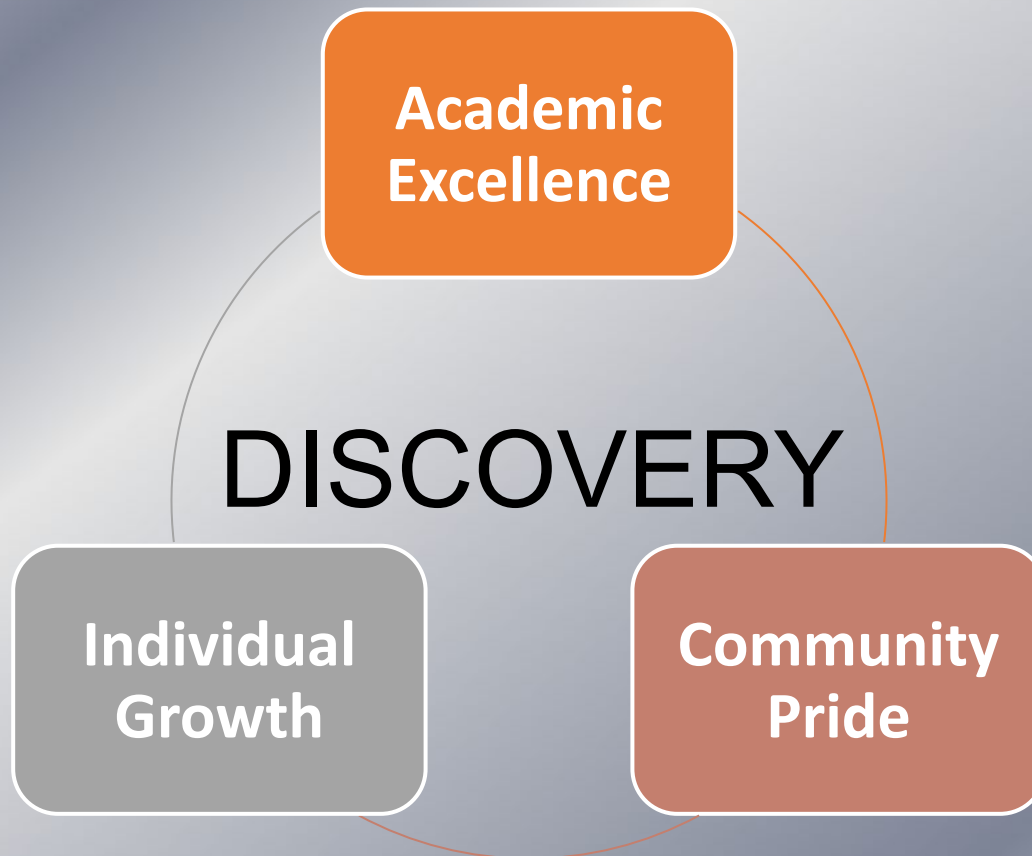 Academic
Excellence
DISCOVERY
Individual
Growth
Community
Pride